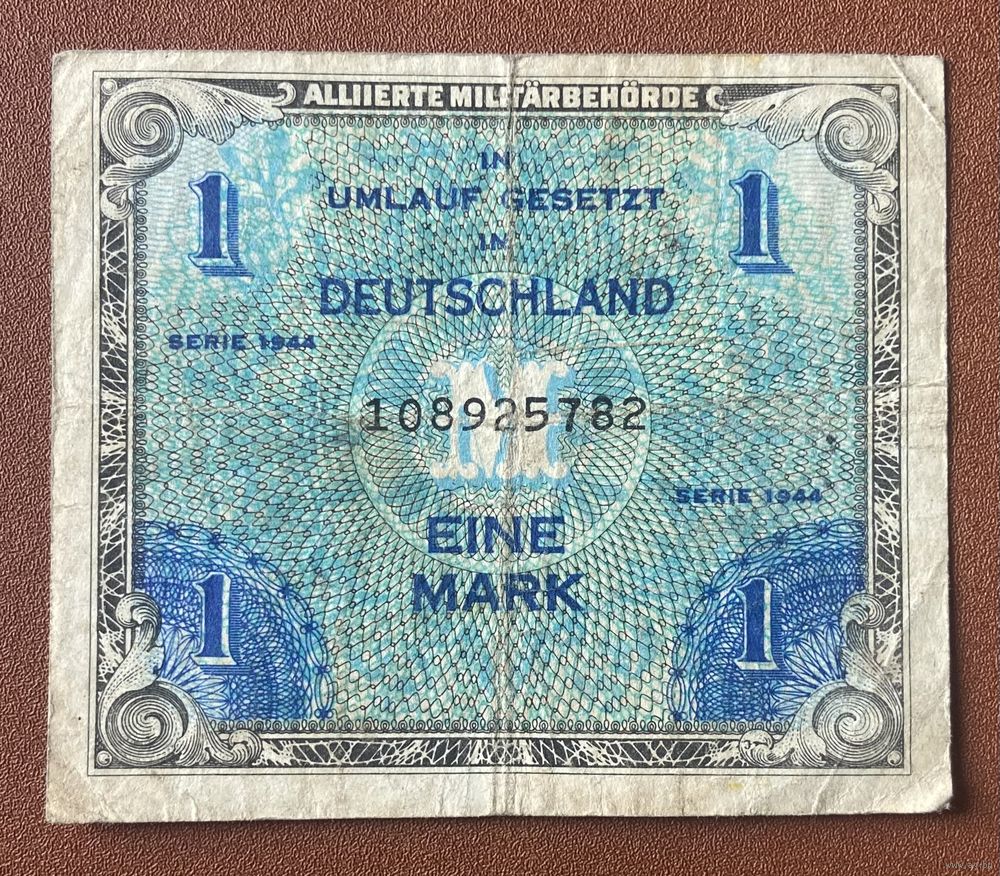 ALLIIERTE MILITÄRBEHÖRDE
IN
UMLAUF GESETZT
1 1
IN
DEUTSCHLAND
SERIE 1944
M
108925782
SERIE 1944
EINE
1 MARK 1